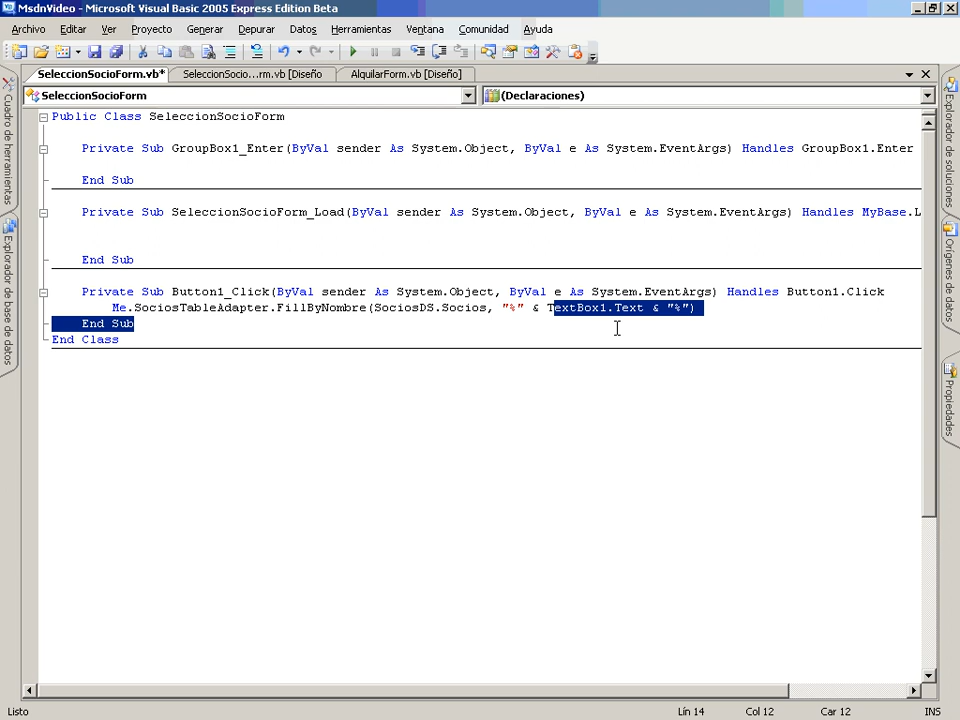 MsdnVideo - Microsoft Visual Basic 2005 Express Edition Beta
Archivo Editar Ver Proyecto Generar Depurar Datos Herramientas Ventana Comunidad Ayuda
SeleccionSocioForm.vb* SeleccionSocio...rm.vb [Diseño AlquilarForm.vb [Diseño]
SeleccionSocioForm (Declaraciones)
Cuadro de herramientas
Explorador de base de datos
Public Class SeleccionSocioForm
Private Sub GroupBox1_Enter(ByVal sender As System.Object, ByVal e As System.EventArgs) Handles GroupBox1.Enter
End Sub
Private Sub SeleccionSocioForm_Load(ByVal sender As System.Object, ByVal e As System.EventArgs) Handles MyBase.L
End Sub
Private Sub Button1_Click(ByVal sender As System.Object, ByVal e As System.EventArgs) Handles Button1.Click
Me.SociosTableAdapter.FillByNombre(SociosDS.Socios, "%" & TextBox1.Text & "%")
End Sub
End Class
Explorador de soluciones
Orígenes de datos
Propiedades
Listo Lín 14 Col 12 Car 12 INS